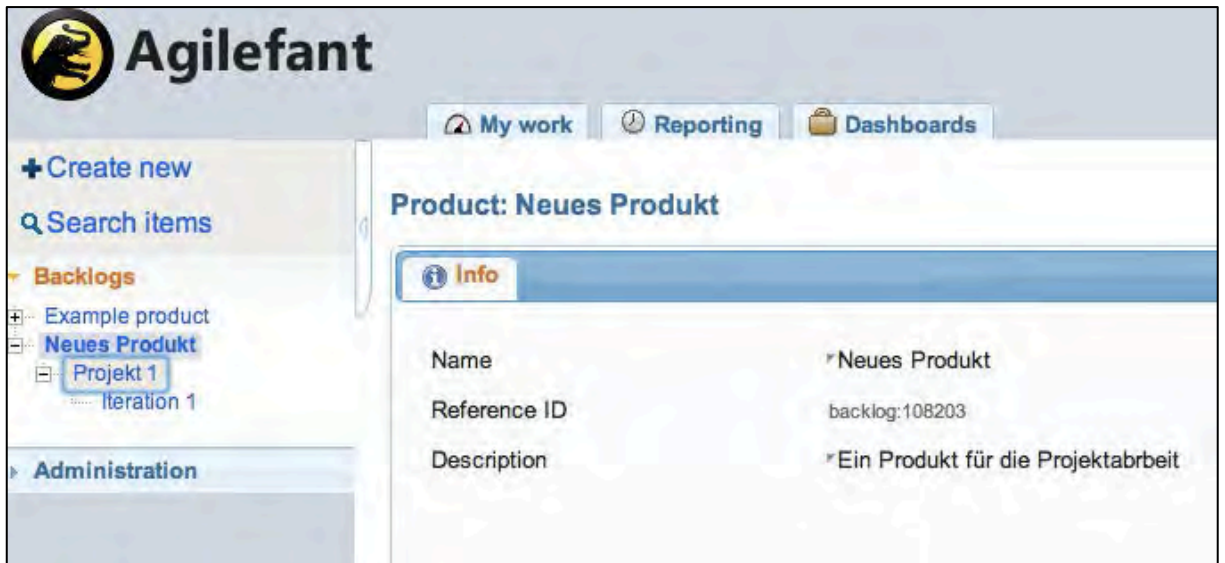 Agilefant
My work Reporting Dashboards
Create new
Search items
Backlogs
Example product
Neues Produkt
Projekt 1
Iteration 1
Administration
Product: Neues Produkt
Info
Name Neues Produkt
Reference ID backlog:108203
Description Ein Produkt für die Projektabrbeit